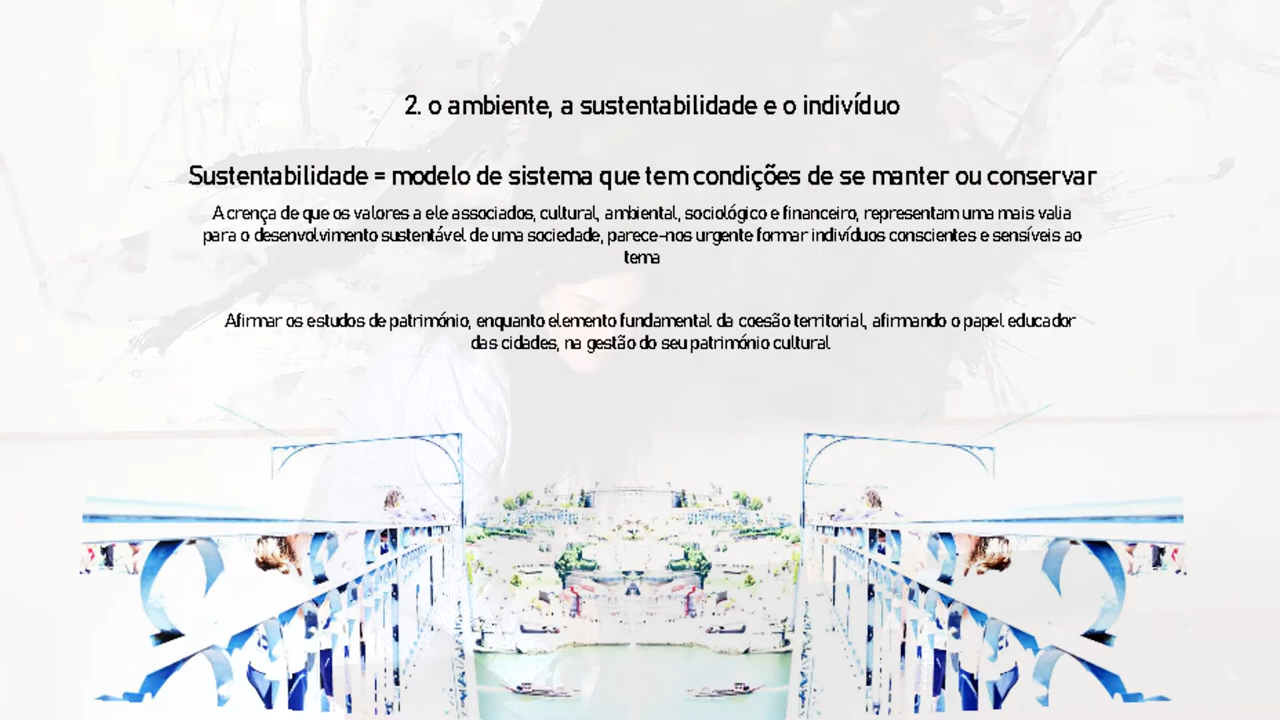 2. o ambiente, a sustentabilidade e o indivíduo
Sustentabilidade = modelo de sistema que tem condições de se manter ou conservar
A crença de que os valores a ele associados, cultural, ambiental, sociológico e financeiro, representam uma mais valia
para o desenvolvimento sustentável de uma sociedade, parece-nos urgente formar indivíduos conscientes e sensíveis ao
tema
Afirmar os estudos de património, enquanto elemento fundamental da coesão territorial, afirmando o papel educador
das cidades, na gestão do seu património cultural